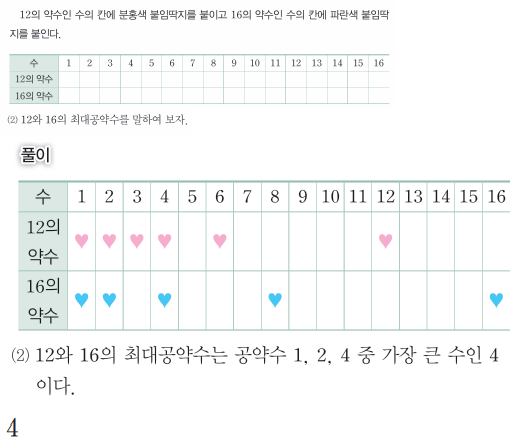 12의 약수인 수의 칸에 분홍색 붙임딱지를 붙이고 16의 약수인 수의 칸에 파란색 붙임딱
지를 붙인다.
수 1 2 3 4 5 6 7 8 9 10 11 12 13 14 15 16
12의 약수
16의 약수
(2) 12와 16의 최대공약수를 말하여 보자.
풀이
수 1 2 3 4 5 6 7 8 9 10 11 12 13 14 15 16
12의
약수
16의
약수
(2) 12와 16의 최대공약수는 공약수 1, 2, 4 중 가장 큰 수인 4
이다.
4